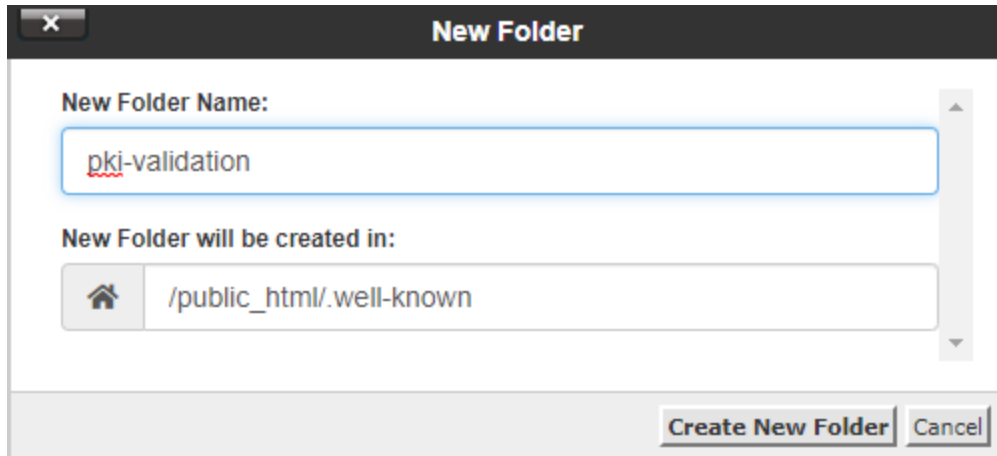 New Folder
New Folder Name:
pki-validation
New Folder will be created in:
/public_html/.well-known
Create New Folder Cancel